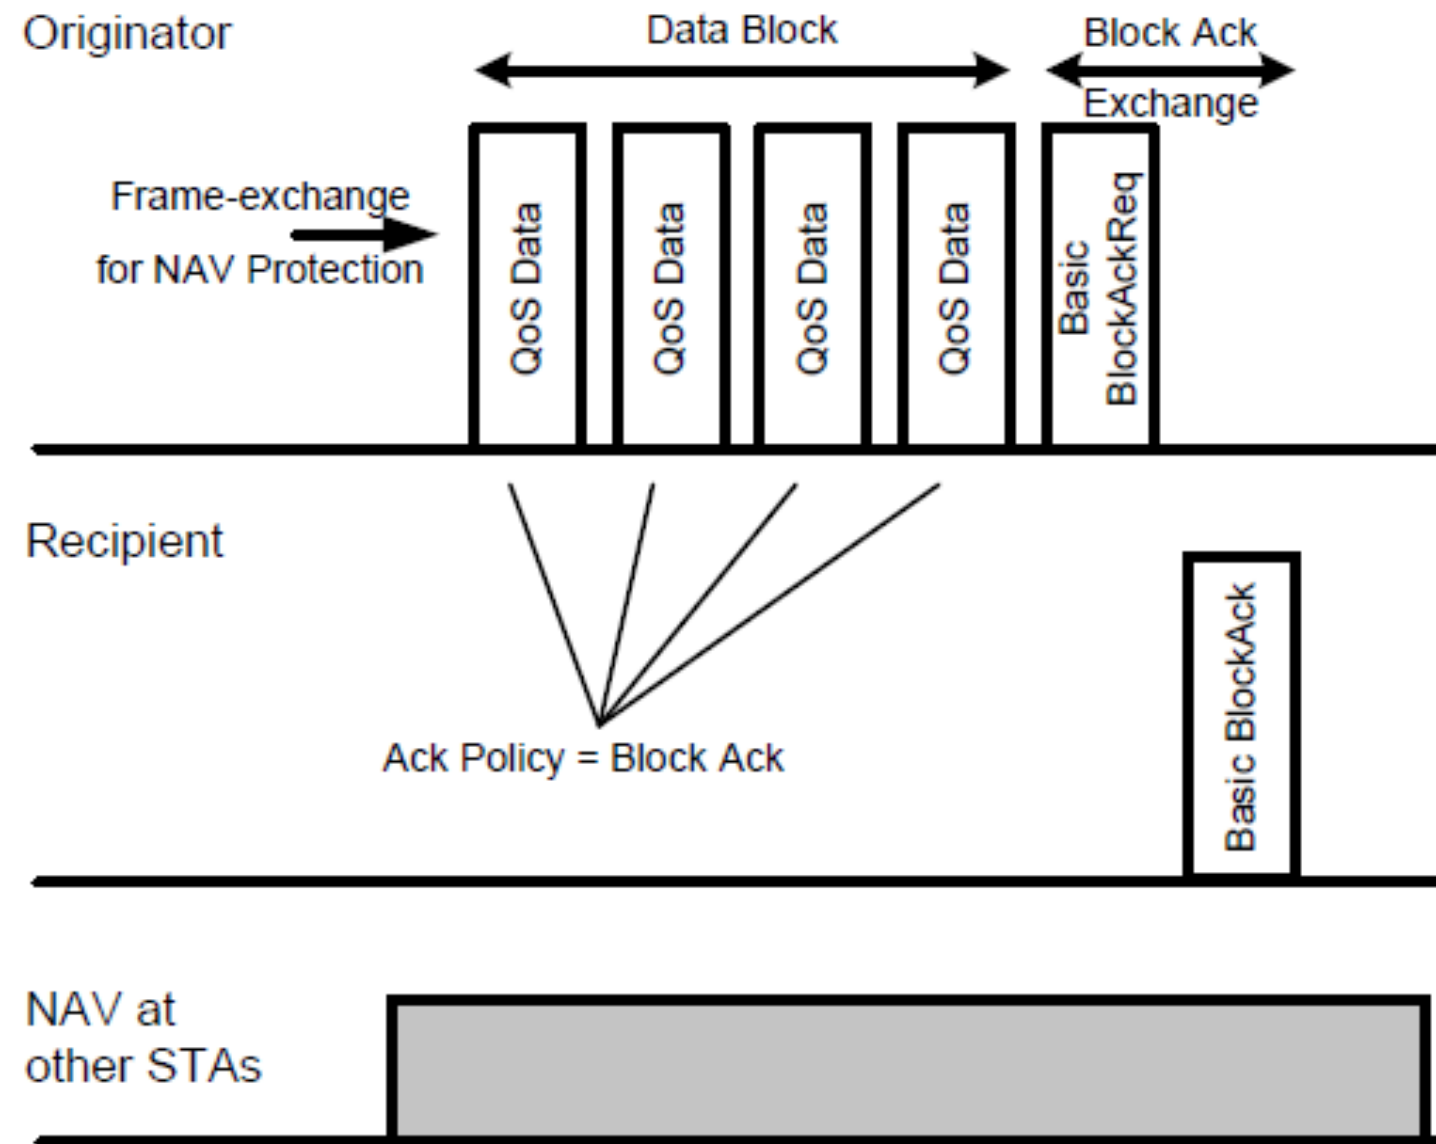 Originator
Data Block
Block Ack
Exchange
Frame-exchange
for NAV Protection
QoS Data
QoS Data
QoS Data
QoS Data
Basic
BlockAckReq
Recipient
Basic BlockAck
Ack Policy = Block Ack
NAV at
other STAs